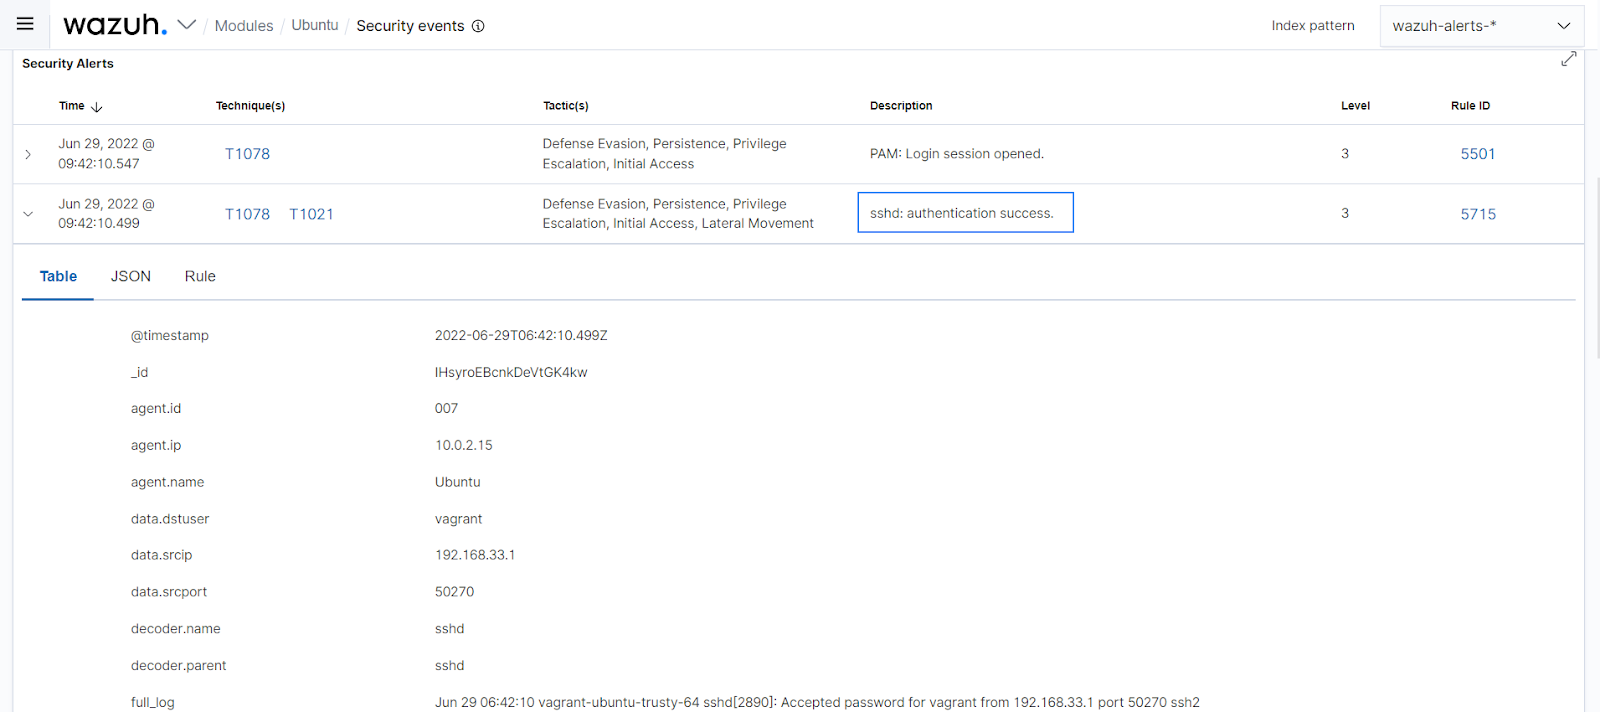 wazuh. / Modules / Ubuntu / Security events
Index pattern
wazuh-alerts-*
Security Alerts
Time Technique(s) Tactic(s) Description Level Rule ID
Jun 29, 2022 @
09:42:10.547
T1078
Defense Evasion, Persistence, Privilege
Escalation, Initial Access
PAM: Login session opened.
3
5501
Jun 29, 2022 @
09:42:10.499
T1078 T1021
Defense Evasion, Persistence, Privilege
Escalation, Initial Access, Lateral Movement
sshd: authentication success.
3
5715
Table JSON Rule
@timestamp 2022-06-29T06:42:10.499Z
_id IHsyroEBcnkDeVtGK4kw
agent.id 007
agent.ip 10.0.2.15
agent.name Ubuntu
data.dstuser vagrant
data.srcip 192.168.33.1
data.srcport 50270
decoder.name sshd
decoder.parent sshd
full_log Jun 29 06:42:10 vagrant-ubuntu-trusty-64 sshd[2890]: Accepted password for vagrant from 192.168.33.1 port 50270 ssh2